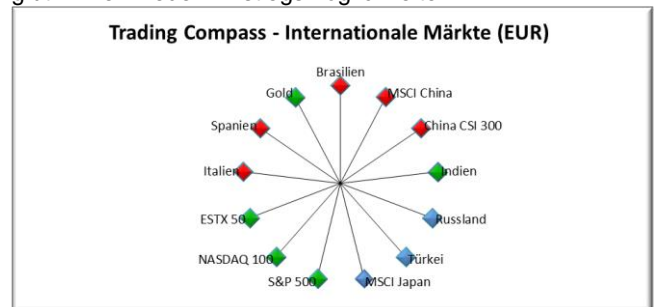 Trading Compass - Internationale Märkte (EUR)
Brasilien
MSCI China
China CSI 300
Indien
Russland
Türkei
MSCI Japan
S&P 500
NASDAQ 100
ESTX 50
Italien
Spanien
Gold